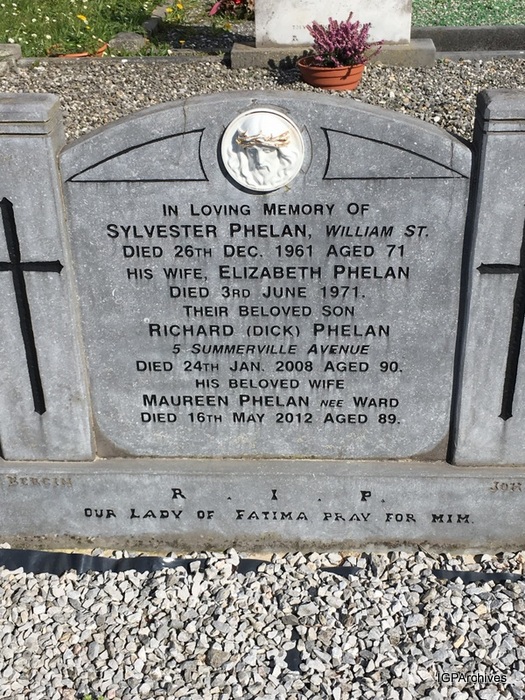 IN LOVING MEMORY OF
SYLVESTER PHELAN, WILLIAM ST.
DIED 26TH DEC. 1961 AGED 71
HIS WIFE, ELIZABETH PHELAN
DIED 3RD JUNE 1971.
THEIR BELOVED SON
RICHARD (DICK) PHELAN
5 SUMMERVILLE AVENUE
DIED 24TH JAN. 2008 AGED 90.
HIS BELOVED WIFE
MAUREEN PHELAN NEE WARD
DIED 16TH MAY 2012 AGED 89.
R . I . P.
OUR LADY OF FATIMA PRAY FOR MIM.
IGPArchives